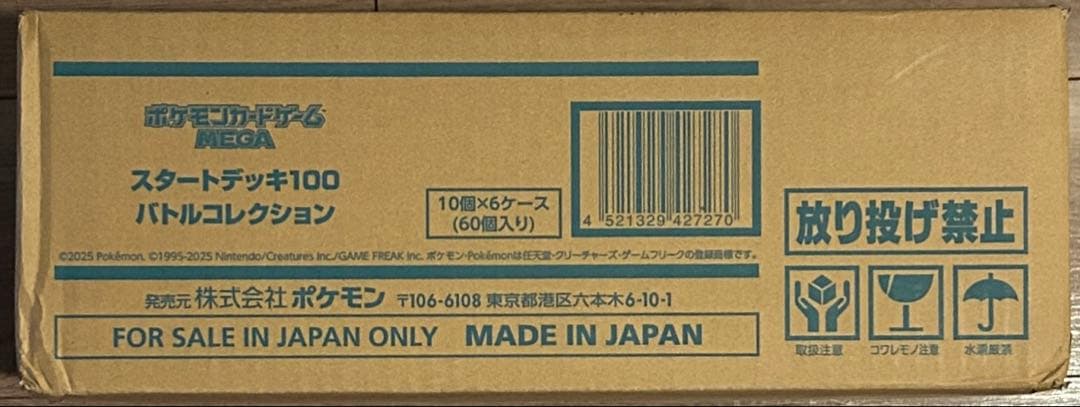 ポケモンカードゲーム
MEGA
スタートデッキ100
バトルコレクション
10個×6ケース
(60個入り)
4 521329 427270
©2025 Pokémon. ©1995-2025 Nintendo/Creatures Inc./GAME FREAK inc. ポケモン・Pokémonは任天堂・クリーチャーズ・ゲームフリークの登録商標です。
発売元 株式会社 ポケモン 〒106-6108 東京都港区六本木6-10-1
FOR SALE IN JAPAN ONLY MADE IN JAPAN
放り投げ禁止
取扱注意 コワレモノ注意 水濡厳禁